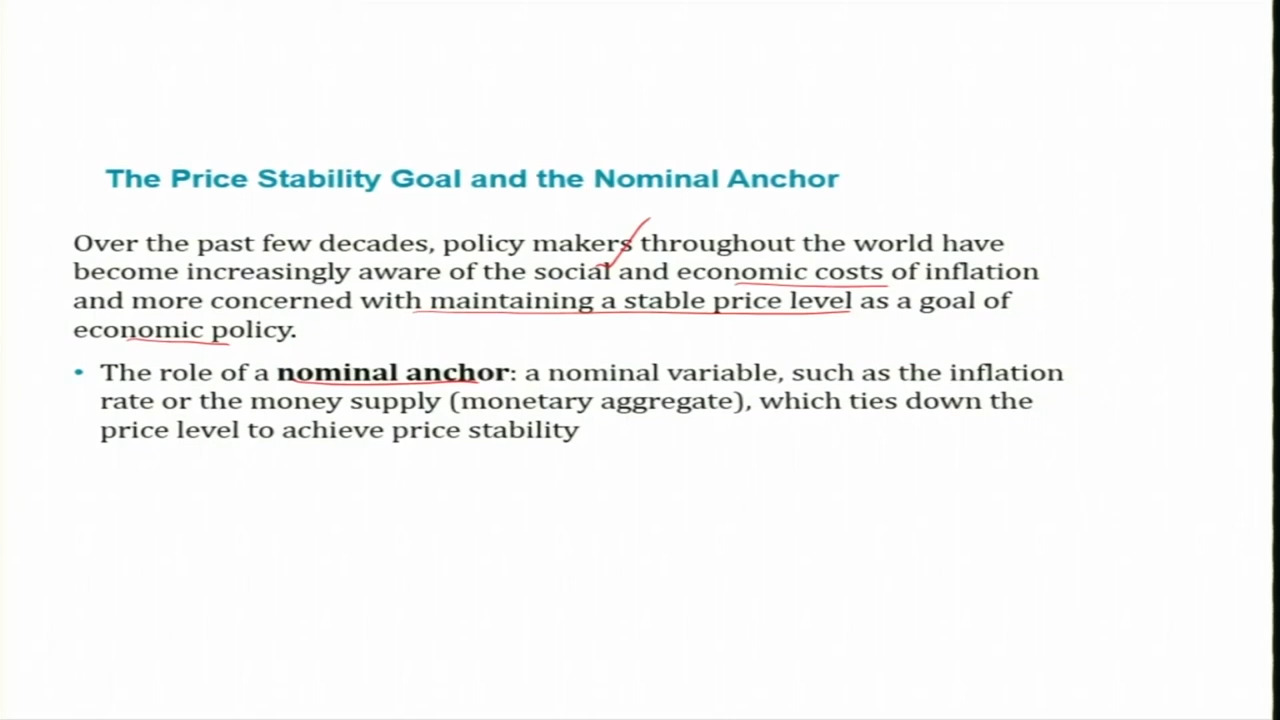 The Price Stability Goal and the Nominal Anchor
Over the past few decades, policy makers throughout the world have
become increasingly aware of the social and economic costs of inflation
and more concerned with maintaining a stable price level as a goal of
economic policy.
• The role of a nominal anchor: a nominal variable, such as the inflation
rate or the money supply (monetary aggregate), which ties down the
price level to achieve price stability